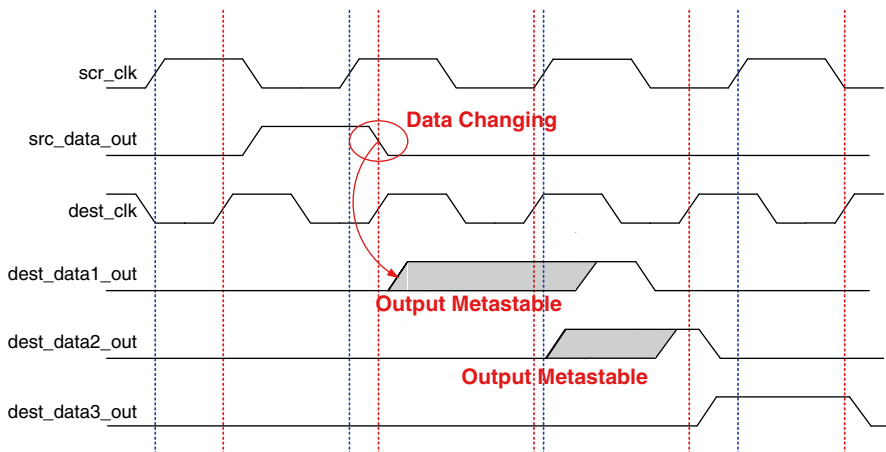 scr_clk
Data Changing
src_data_out
dest_clk
dest_data1_out
Output Metastable
dest_data2_out
Output Metastable
dest_data3_out